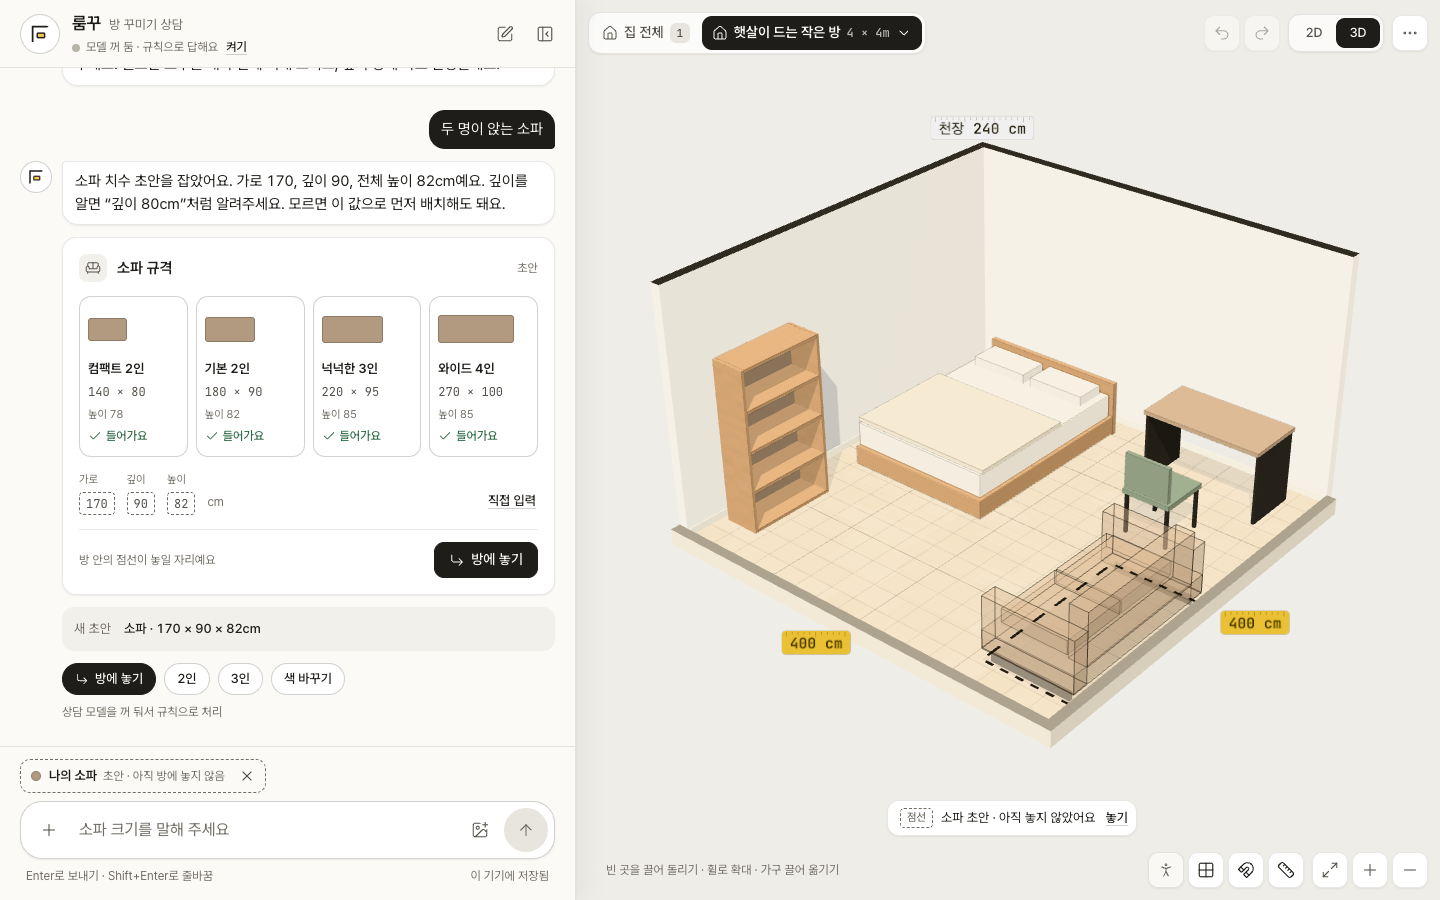 룸꾸 방 꾸미기 상담
모델 꺼 둠 · 규칙으로 답해요 켜기
두 명이 앉는 소파
소파 치수 초안을 잡았어요. 가로 170, 깊이 90, 전체 높이 82cm예요. 깊이를
알면 “깊이 80cm”처럼 알려주세요. 모르면 이 값으로 먼저 배치해도 돼요.
소파 규격 초안
컴팩트 2인
140 × 80
높이 78
들어가요
기본 2인
180 × 90
높이 82
들어가요
넉넉한 3인
220 × 95
높이 85
들어가요
와이드 4인
270 × 100
높이 85
들어가요
가로 깊이 높이
170 90 82 cm 직접 입력
방 안의 점선이 놓일 자리예요 방에 놓기
새 초안 소파 · 170 × 90 × 82cm
방에 놓기 2인 3인 색 바꾸기
상담 모델을 꺼 둬서 규칙으로 처리
나의 소파 초안 · 아직 방에 놓지 않음
소파 크기를 말해 주세요
Enter로 보내기 · Shift+Enter로 줄바꿈 이 기기에 저장됨
집 전체 1 햇살이 드는 작은 방 4 × 4m
2D 3D
천장 240 cm
400 cm
400 cm
점선 소파 초안 · 아직 놓지 않았어요 놓기
빈 곳을 끌어 돌리기 · 휠로 확대 · 가구 끌어 옮기기